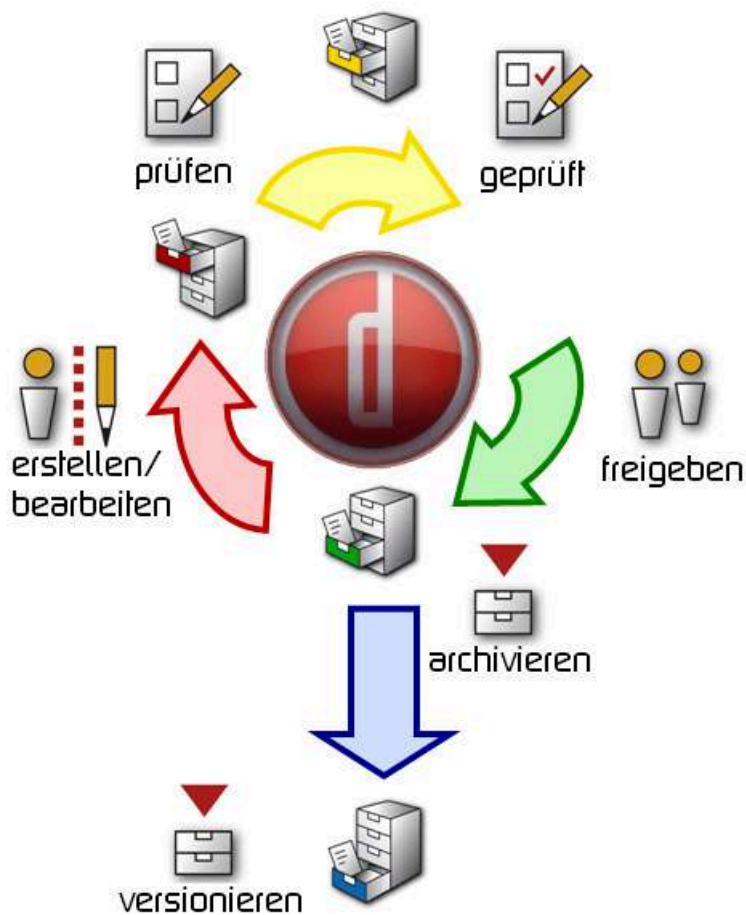 prüfen
geprüft
erstellen/
bearbeiten
freigeben
archivieren
versionieren
d